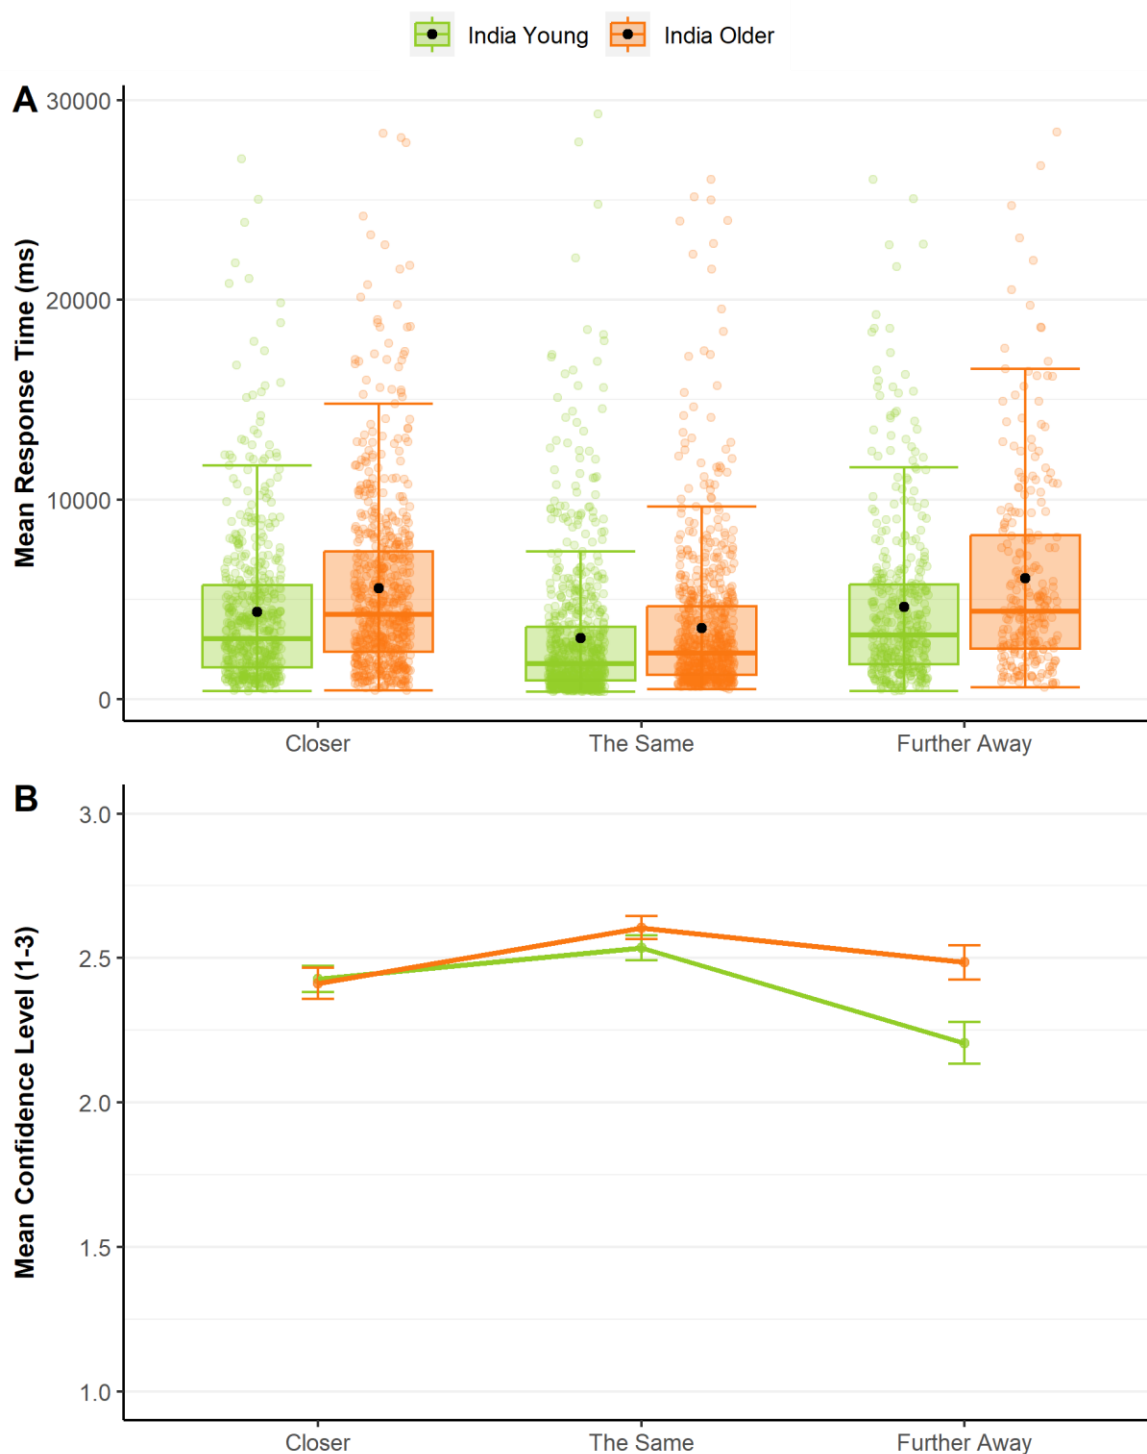 India Young India Older
A
30000
20000
10000
0
Mean Response Time (ms)
Closer The Same Further Away
B
3.0
2.5
2.0
1.5
1.0
Mean Confidence Level (1-3)
Closer The Same Further Away